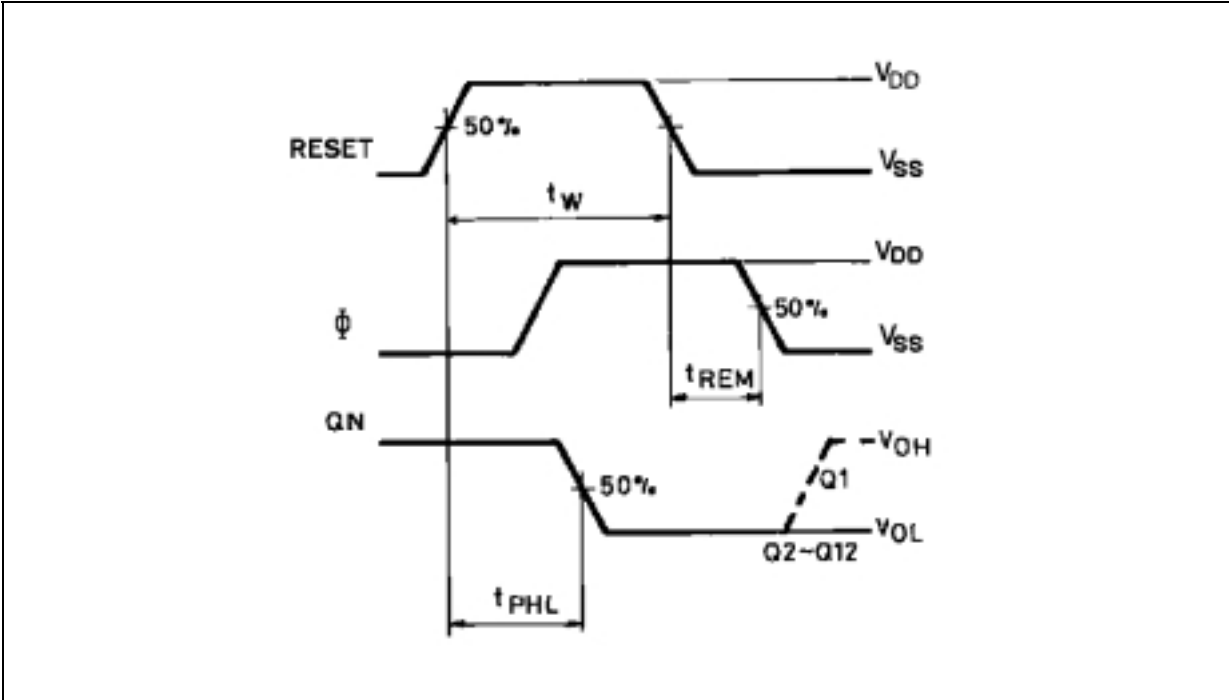 VDD
50%
RESET
VSS
tW
VDD
50%
Φ
VSS
tREM
QN
VOH
Q1
50%
VOL
Q2~Q12
tPHL